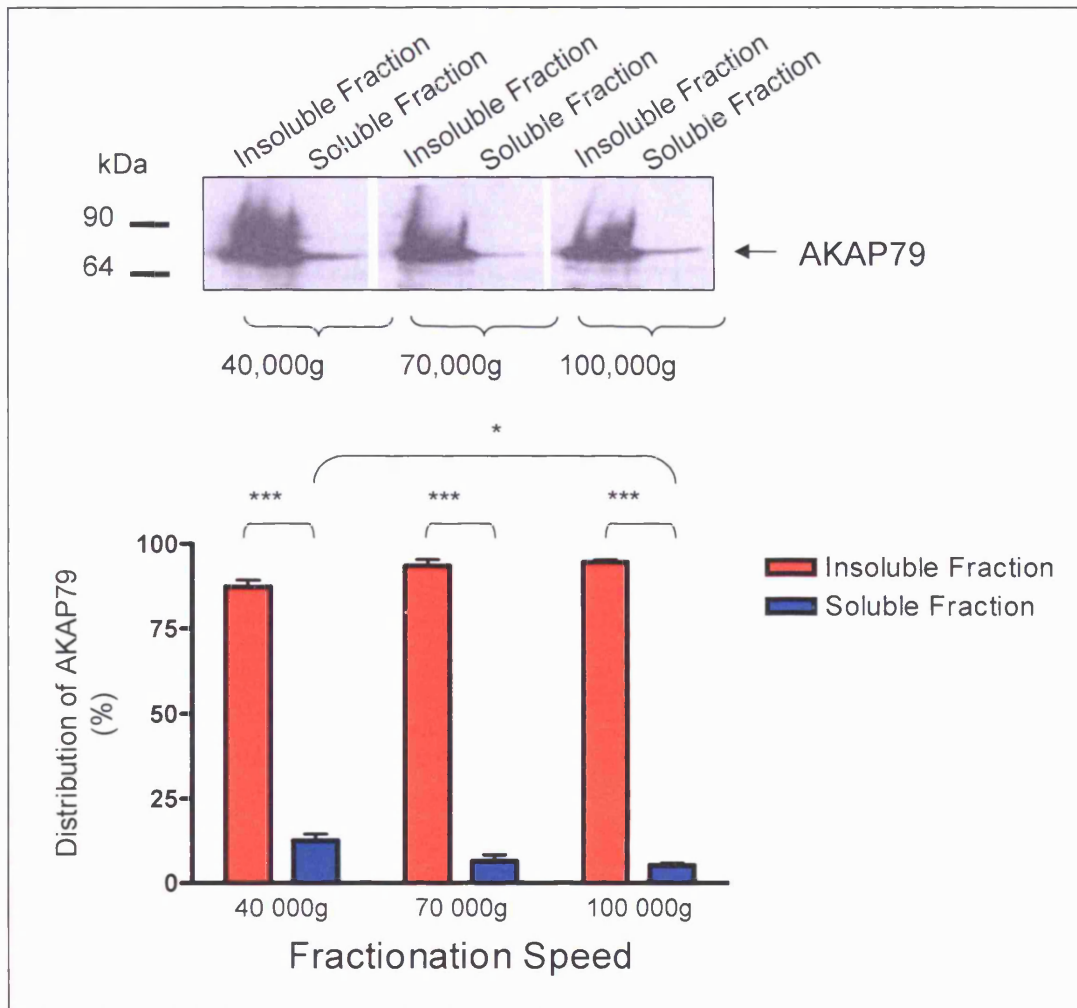 Insoluble Fraction
Soluble Fraction
Insoluble Fraction
Soluble Fraction
Insoluble Fraction
Soluble Fraction
kDa
90
64
AKAP79
40,000g
70,000g
100,000g
*
***
***
***
Distribution of AKAP79
(%)
100
75
50
25
0
Insoluble Fraction
Soluble Fraction
40 000g
70 000g
100 000g
Fractionation Speed